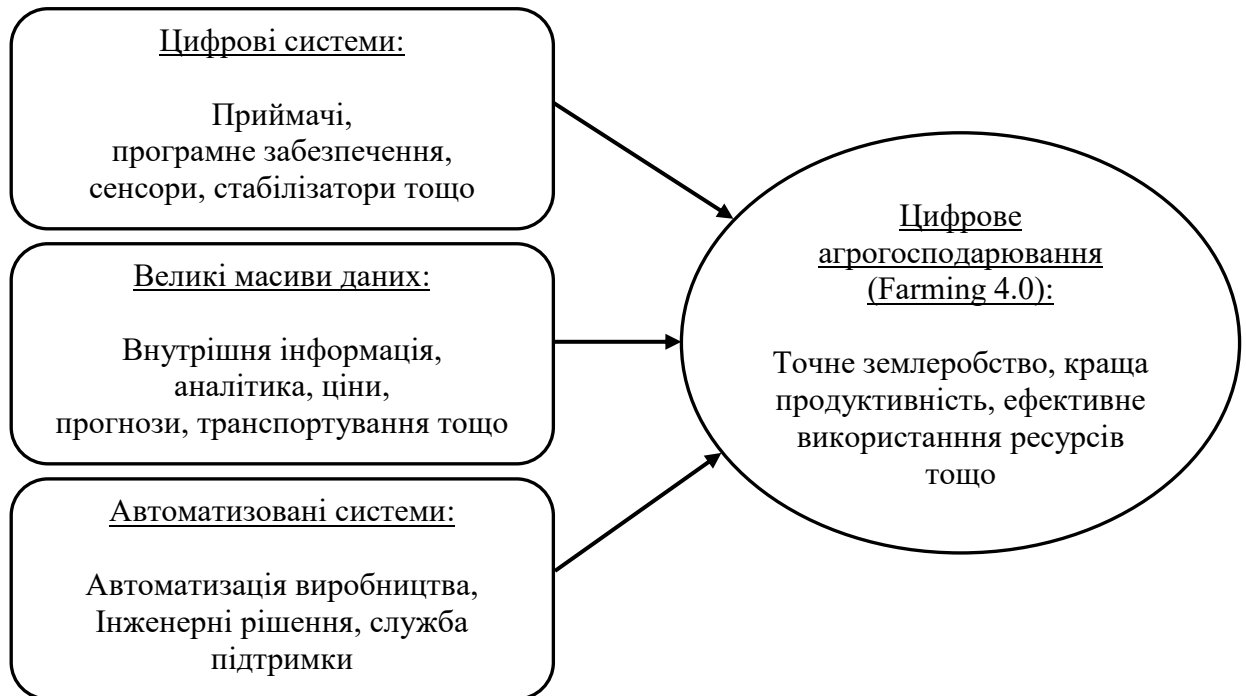 Цифрові системи:
Приймачі,
програмне забезпечення,
сенсори, стабілізатори тощо
Великі масиви даних:
Внутрішня інформація,
аналітика, ціни,
прогнози, транспортування тощо
Автоматизовані системи:
Автоматизація виробництва,
Інженерні рішення, служба
підтримки
Цифрове
агрогосподарювання
(Farming 4.0):
Точне землеробство, краща
продуктивність, ефективне
використанння ресурсів
тощо